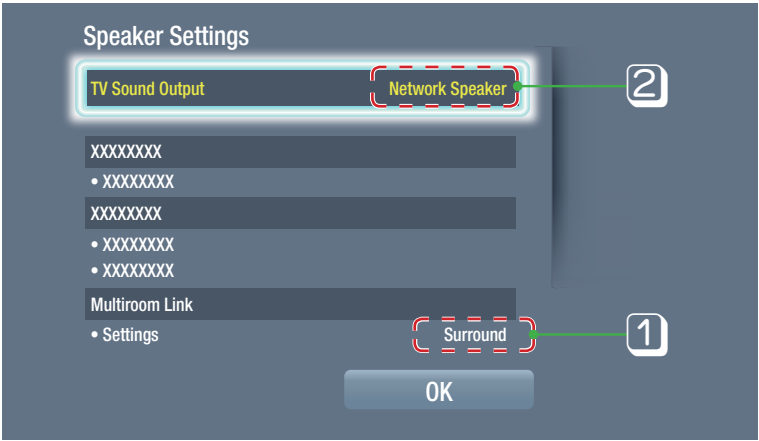 Speaker Settings
TV Sound Output Network Speaker
2
XXXXXXXX
• XXXXXXXX
XXXXXXXX
• XXXXXXXX
• XXXXXXXX
Multiroom Link
• Settings Surround
1
OK